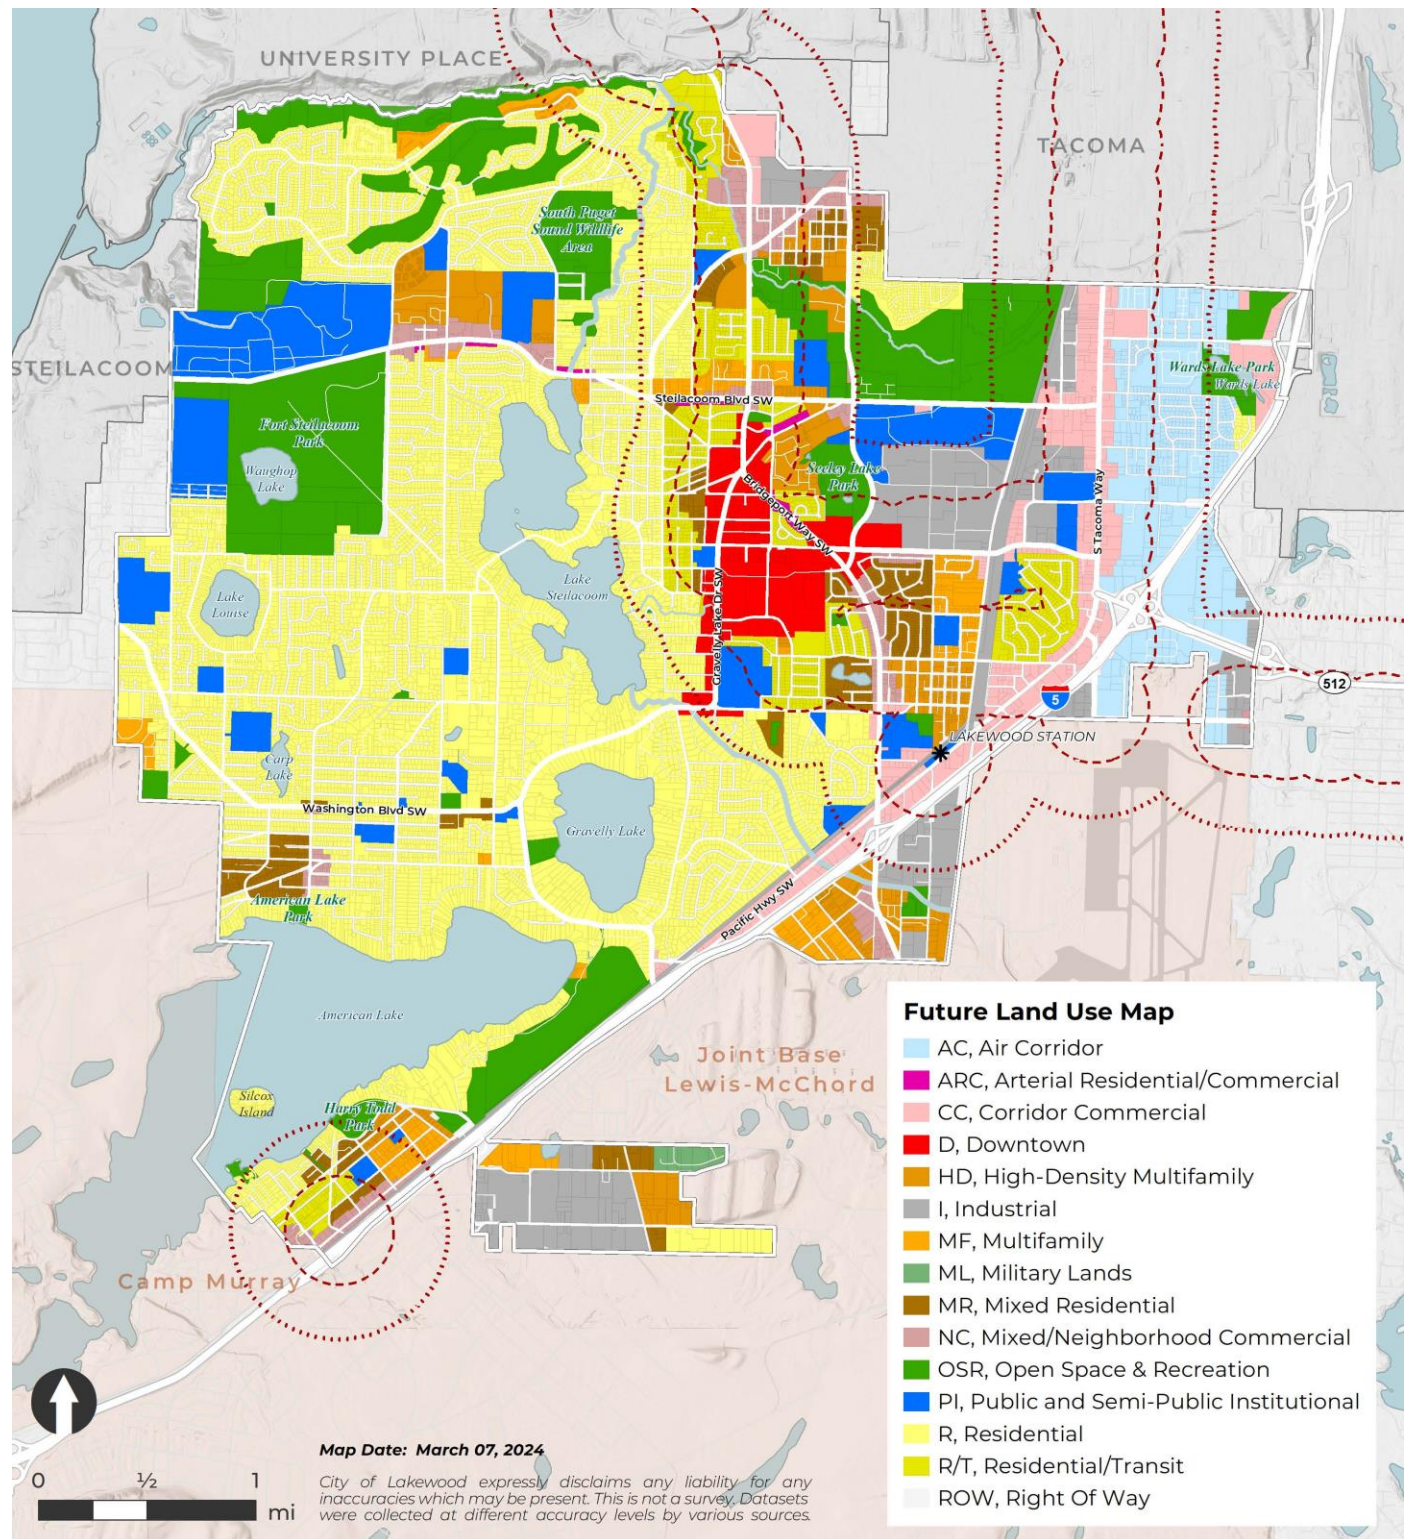 UNIVERSITY PLACE
TACOMA
South Puget
Sound Wildlife
Area
STEILACOOM
Wards Lake Park
Wards Lake
Steilacoom Blvd SW
Fort Steilacoom
Park
Waughop
Lake
Seeley Lake
Park
Bridgeport Way SW
S Tacoma Way
Lake
Steilacoom
Lake
Louise
Gravelly Lake Dr SW
512
5
LAKEWOOD STATION
Carp
Lake
Washington Blvd SW
Gravelly Lake
American Lake
Park
Pacific Hwy SW
American Lake
Joint Base
Lewis-McChord
Silcox
Island
Harry Todd
Park
Camp Murray
Future Land Use Map
AC, Air Corridor
ARC, Arterial Residential/Commercial
CC, Corridor Commercial
D, Downtown
HD, High-Density Multifamily
I, Industrial
MF, Multifamily
ML, Military Lands
MR, Mixed Residential
NC, Mixed/Neighborhood Commercial
OSR, Open Space & Recreation
PI, Public and Semi-Public Institutional
R, Residential
R/T, Residential/Transit
ROW, Right Of Way
0 ½ 1
mi
Map Date: March 07, 2024
City of Lakewood expressly disclaims any liability for any
inaccuracies which may be present. This is not a survey. Datasets
were collected at different accuracy levels by various sources.